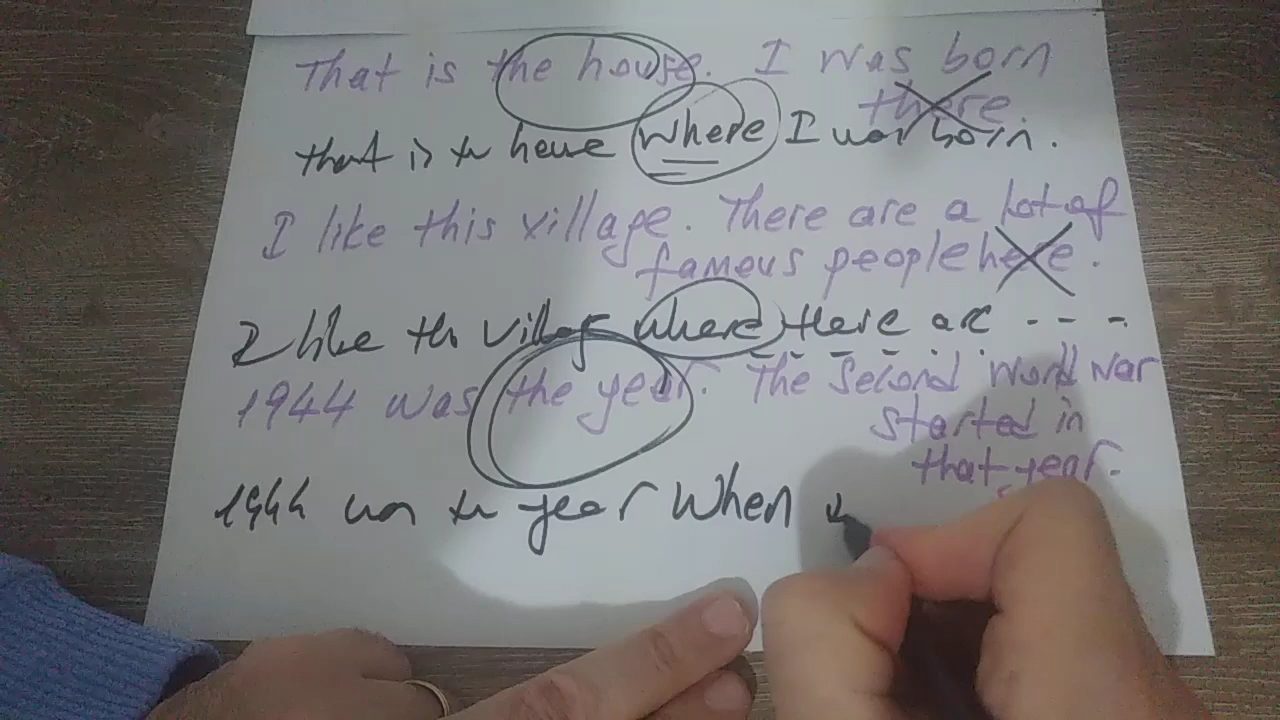 That is the house. I was born
there.
that is the house where I was born.
I like this village. There are a lot of
famous people here.
I like the village where there are - - - -
1944 was the year. The Second World War
started in
that year.
1944 was the year when